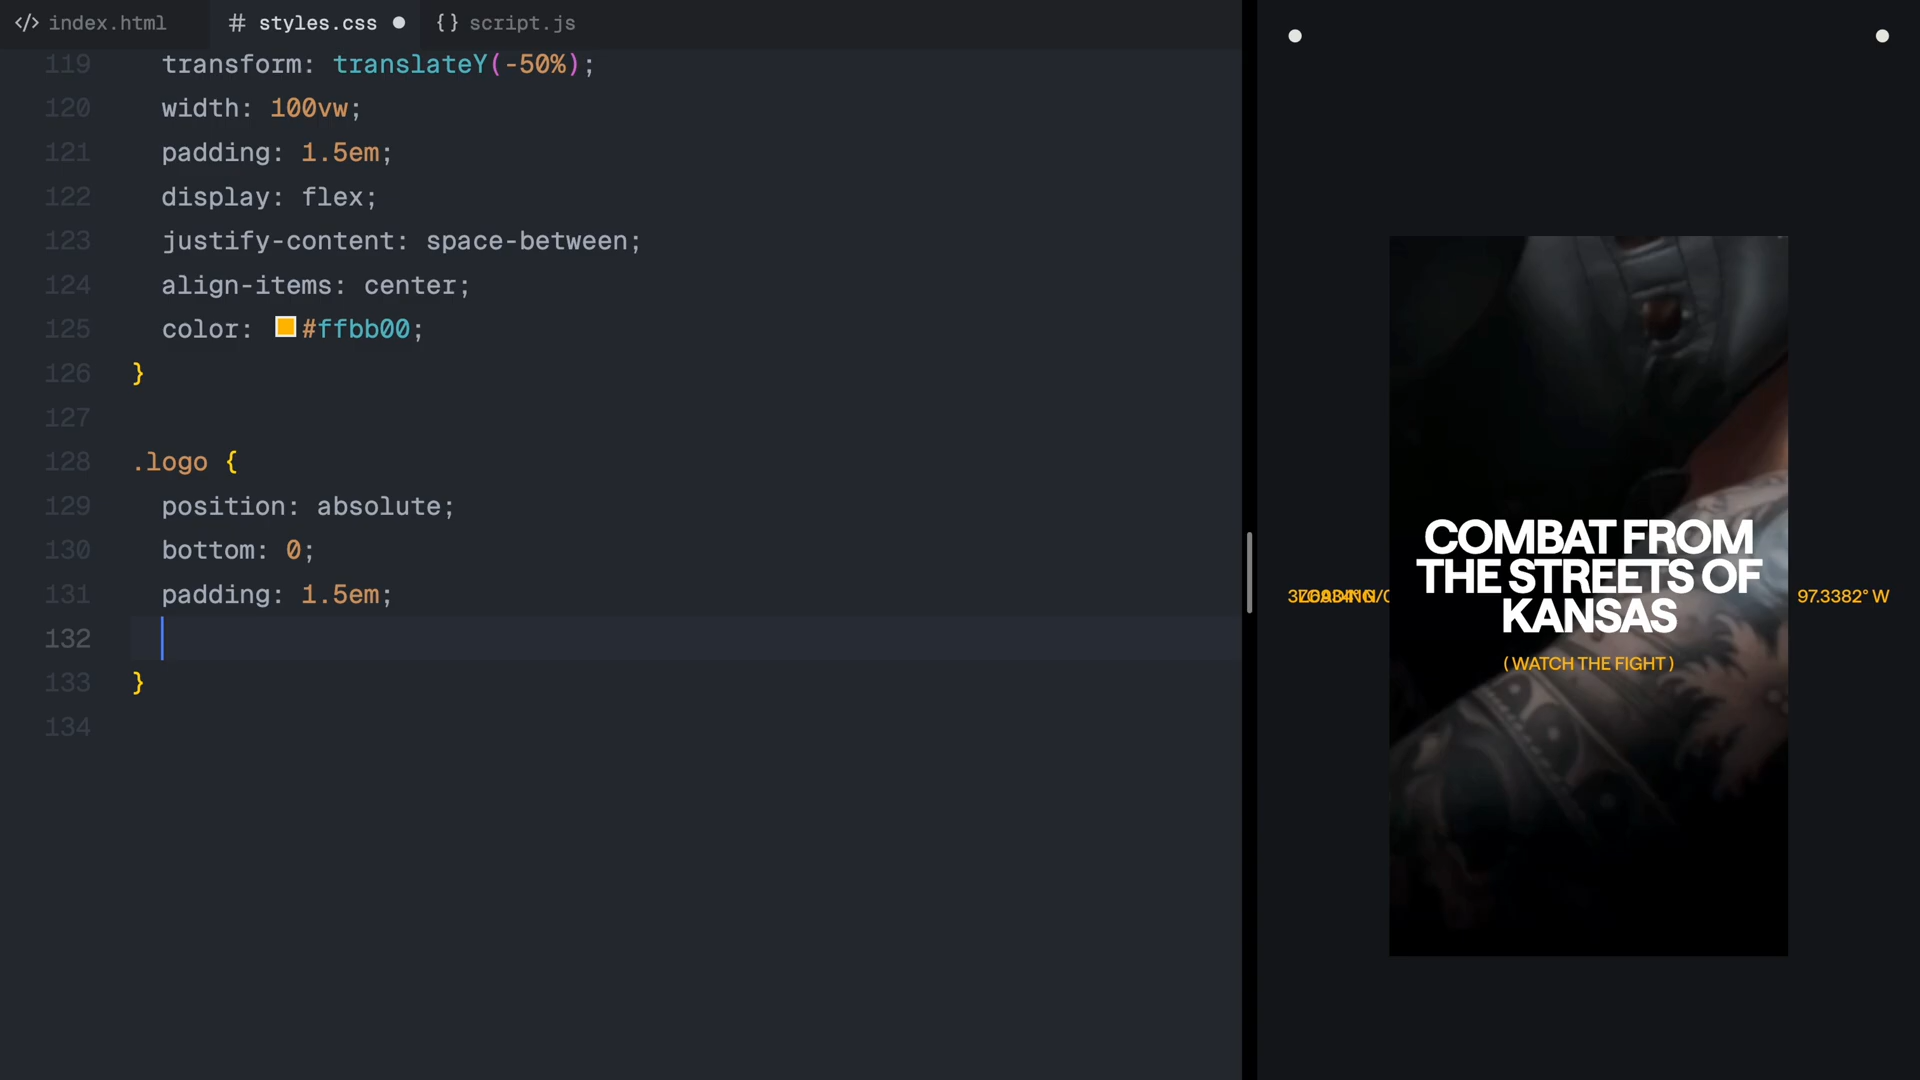 </> index.html
# styles.css
{} script.js
119 transform: translateY(-50%);
120 width: 100vw;
121 padding: 1.5em;
122 display: flex;
123 justify-content: space-between;
124 align-items: center;
125 color: #ffbb00;
126 }
127
128 .logo {
129 position: absolute;
130 bottom: 0;
131 padding: 1.5em;
132
133 }
134
COMBAT FROM
THE STREETS OF
KANSAS
97.3382° W
( WATCH THE FIGHT )